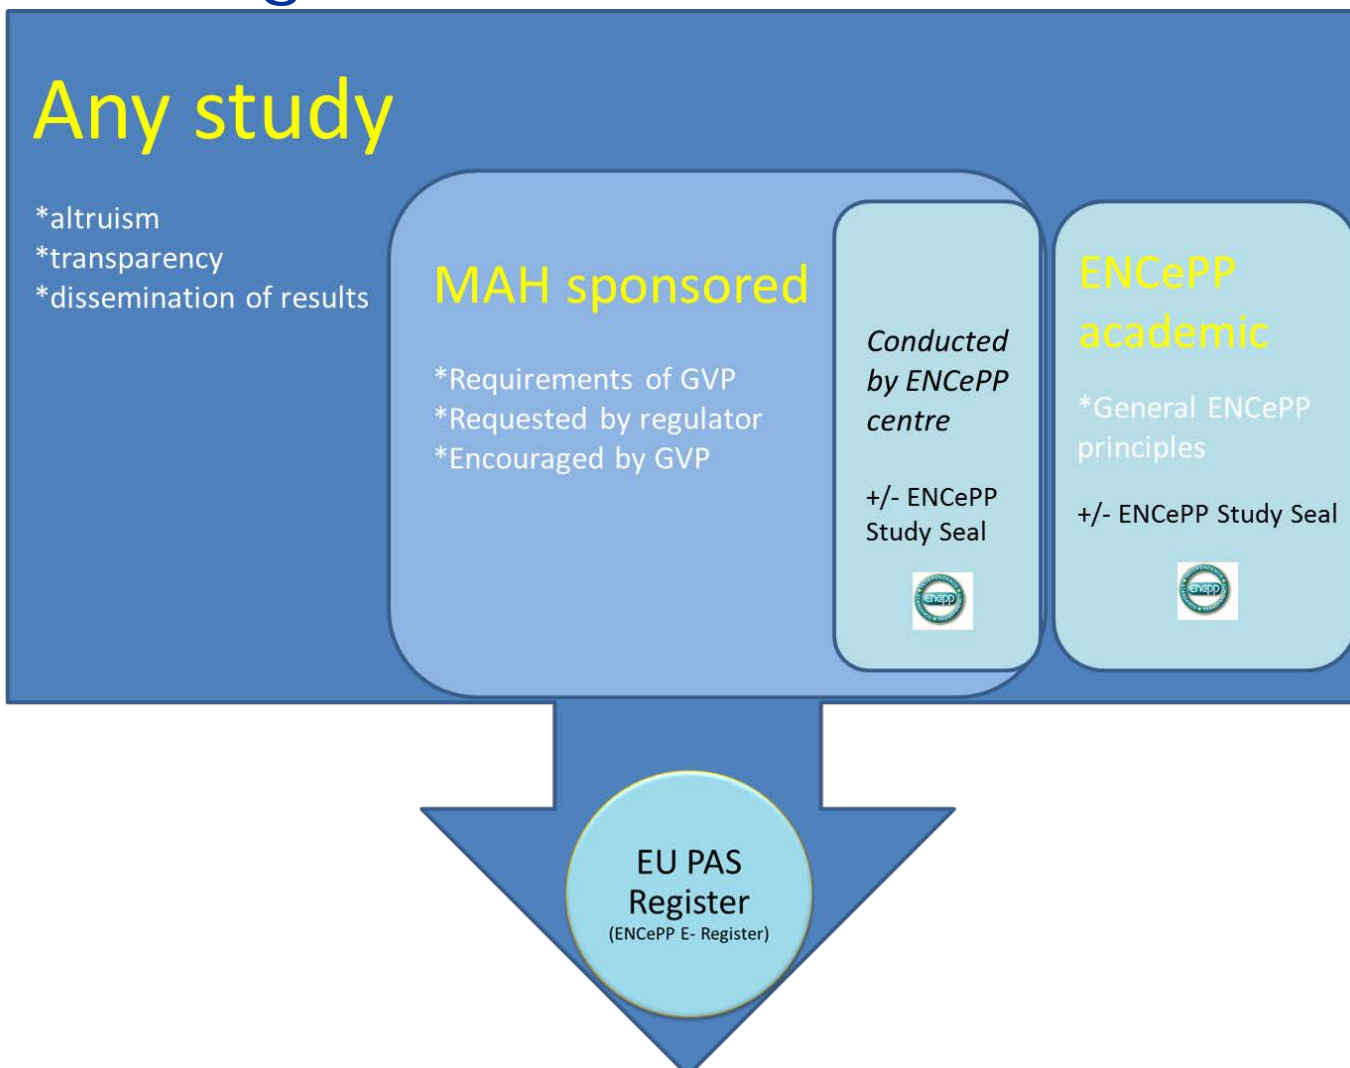 Any study
*altruism
*transparency
*dissemination of results
MAH sponsored
*Requirements of GVP
*Requested by regulator
*Encouraged by GVP
Conducted
by ENCePP
centre
+/- ENCePP
Study Seal
encepp
ENCePP
academic
*General ENCePP
principles
+/- ENCePP Study Seal
encepp
EU PAS
Register
(ENCePP E- Register)